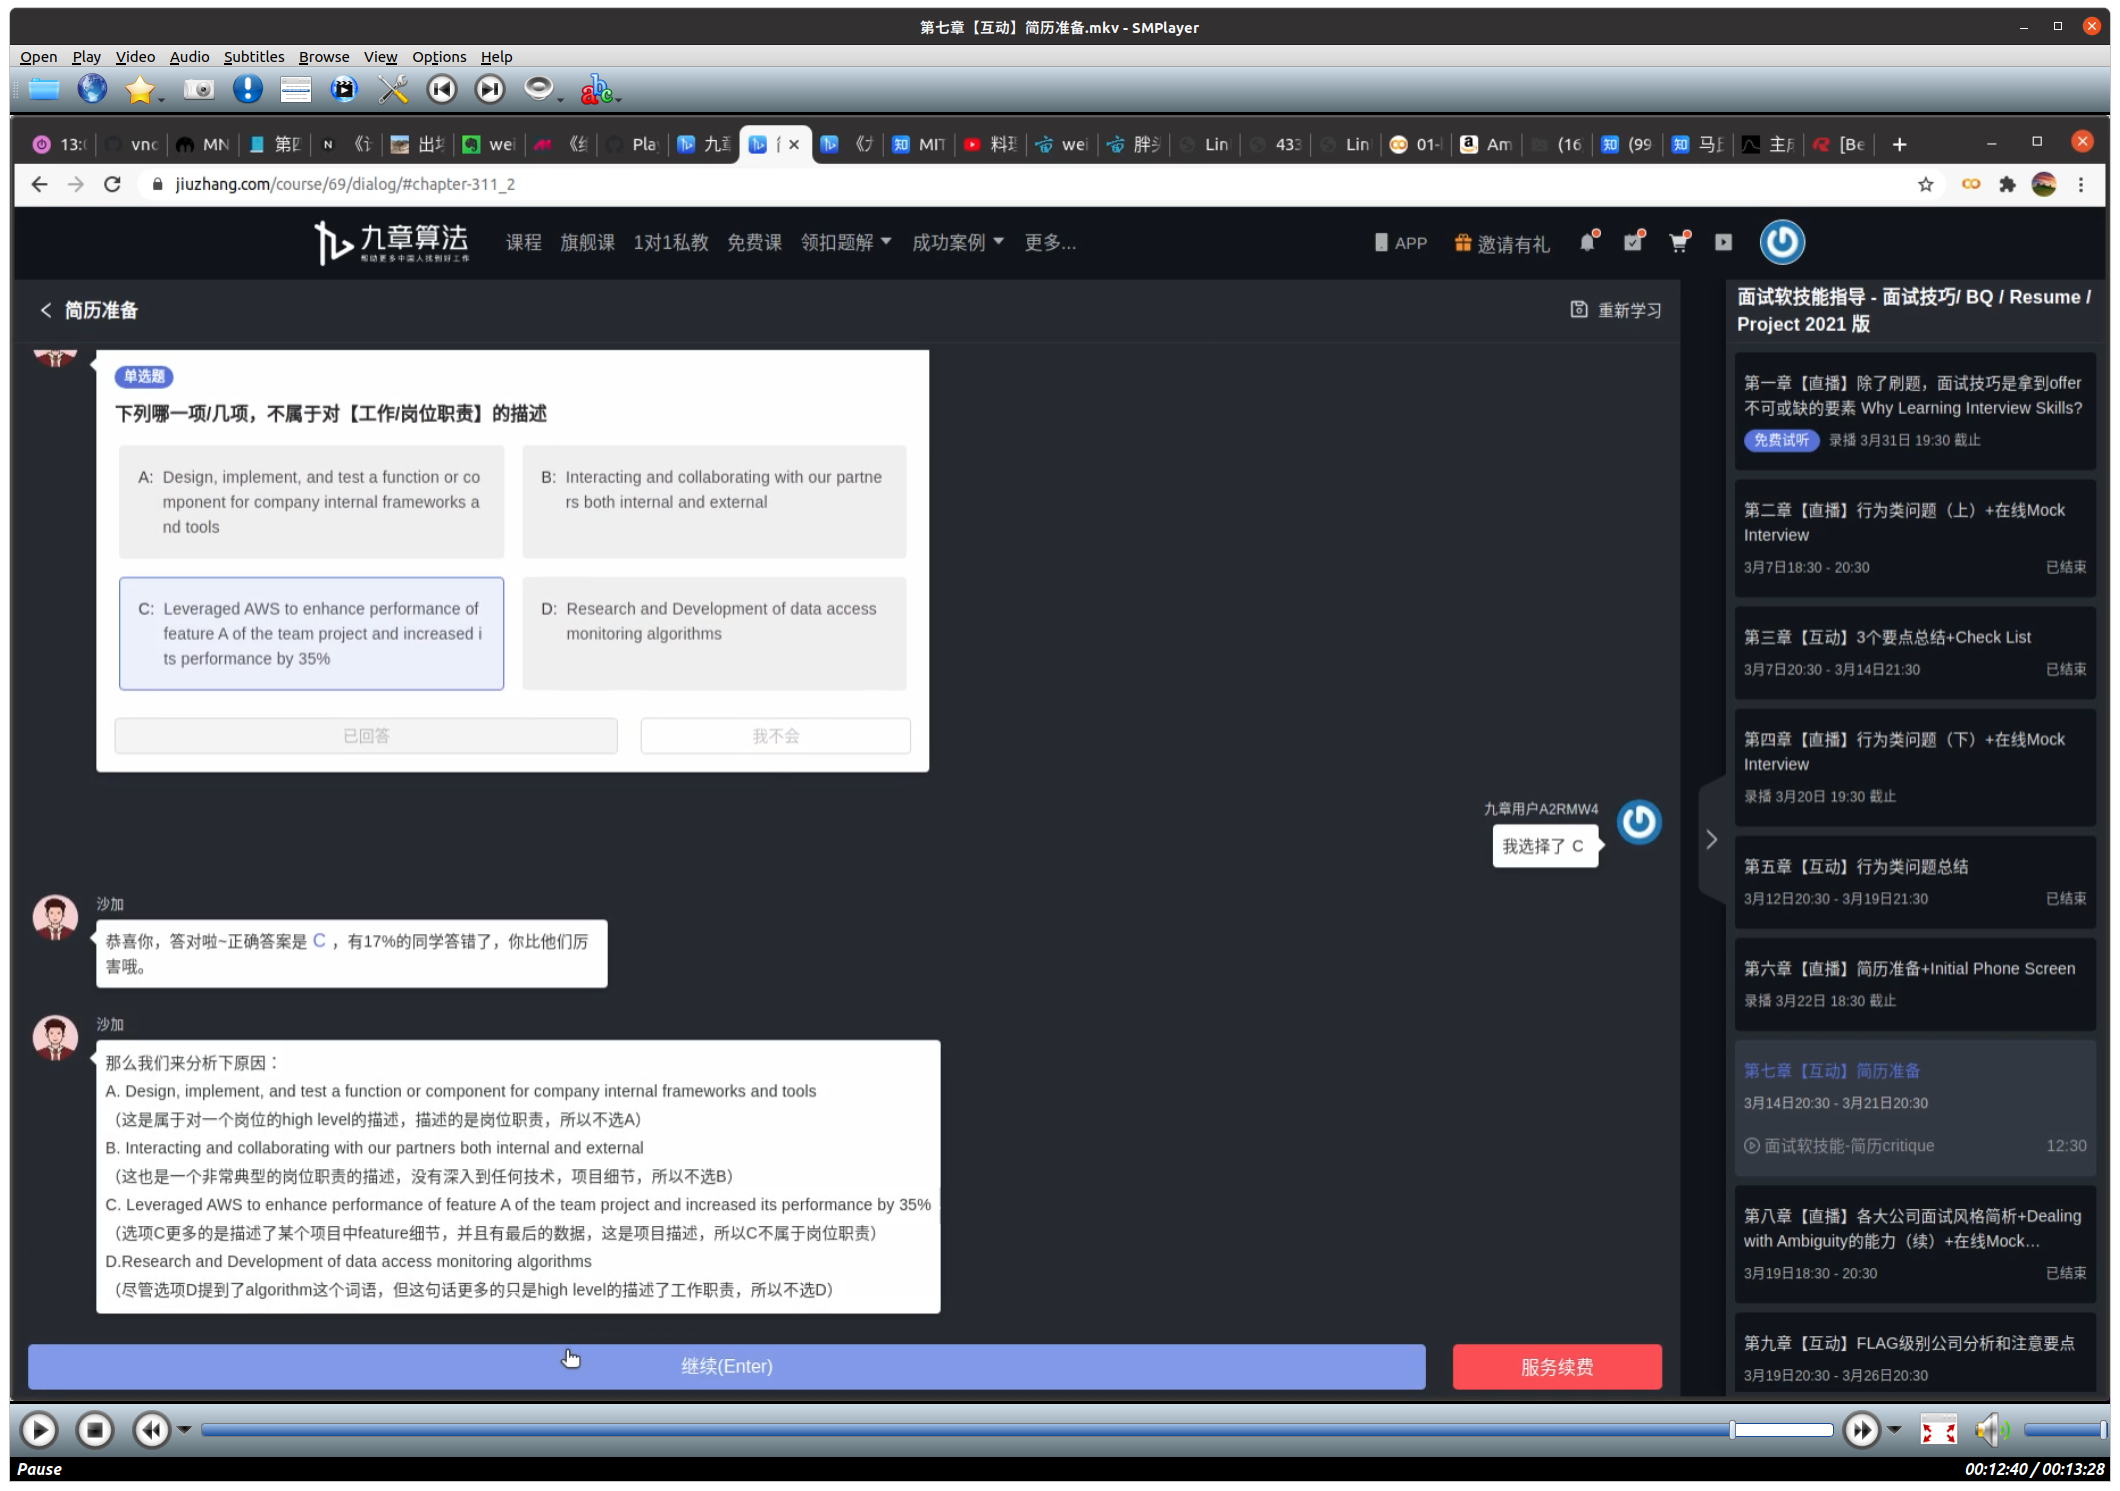 第七章【互动】简历准备.mkv - SMPlayer
Open Play Video Audio Subtitles Browse View Options Help
13: vnc MN 第四 《 出 wei 《 Pla 九 《 MIT 料 wei 胖 Lin 433 Lin 01- Am (16 (99 马 主 [Be
jiuzhang.com/course/69/dialog/#chapter-311_2
九章算法
帮助更多中国人找到好工作
课程 旗舰课 1对1私教 免费课 领扣题解 成功案例 更多... APP 邀请有礼
简历准备
重新学习
单选题
下列哪一项/几项，不属于对【工作/岗位职责】的描述
A: Design, implement, and test a function or co
mponent for company internal frameworks a
nd tools
B: Interacting and collaborating with our partne
rs both internal and external
C: Leveraged AWS to enhance performance of
feature A of the team project and increased i
ts performance by 35%
D: Research and Development of data access
monitoring algorithms
已回答
我不会
九章用户A2RMW4
我选择了 C
沙加
恭喜你，答对啦~正确答案是 C ，有17%的同学答错了，你比他们厉
害哦。
沙加
那么我们来分析下原因：
A. Design, implement, and test a function or component for company internal frameworks and tools
（这是属于对一个岗位的high level的描述，描述的是岗位职责，所以不选A）
B. Interacting and collaborating with our partners both internal and external
（这也是一个非常典型的岗位职责的描述，没有深入到任何技术，项目细节，所以不选B）
C. Leveraged AWS to enhance performance of feature A of the team project and increased its performance by 35%
（选项C更多的是描述了某个项目中feature细节，并且有最后的数据，这是项目描述，所以C不属于岗位职责）
D.Research and Development of data access monitoring algorithms
（尽管选项D提到了algorithm这个词语，但这句话更多的只是high level的描述了工作职责，所以不选D）
继续(Enter)
服务续费
面试软技能指导 - 面试技巧/ BQ / Resume /
Project 2021 版
第一章【直播】除了刷题，面试技巧是拿到offer
不可或缺的要素 Why Learning Interview Skills?
免费试听 录播 3月31日 19:30 截止
第二章【直播】行为类问题（上）+在线Mock
Interview
3月7日18:30 - 20:30 已结束
第三章【互动】3个要点总结+Check List
3月7日20:30 - 3月14日21:30 已结束
第四章【直播】行为类问题（下）+在线Mock
Interview
录播 3月20日 19:30 截止
第五章【互动】行为类问题总结
3月12日20:30 - 3月19日21:30 已结束
第六章【直播】简历准备+Initial Phone Screen
录播 3月22日 18:30 截止
第七章【互动】简历准备
3月14日20:30 - 3月21日20:30
面试软技能-简历critique 12:30
第八章【直播】各大公司面试风格简析+Dealing
with Ambiguity的能力（续）+在线Mock...
3月19日18:30 - 20:30 已结束
第九章【互动】FLAG级别公司分析和注意要点
3月19日20:30 - 3月26日20:30
Pause
00:12:40 / 00:13:28